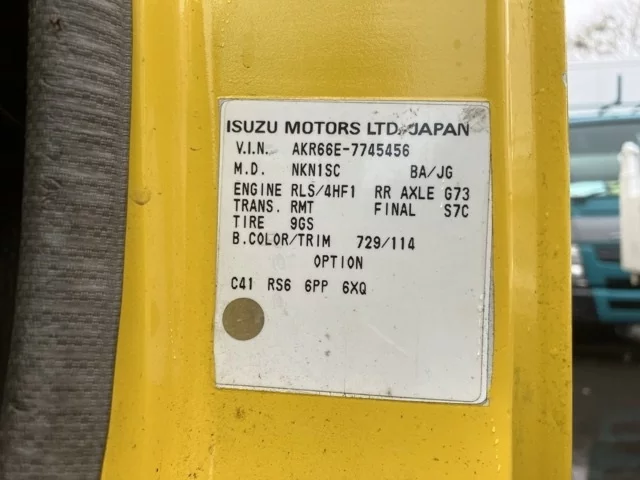 ISUZU MOTORS LTD. JAPAN
V.I.N. AKR66E-7745456
M.D. NKN1SC BA/JG
ENGINE RLS/4HF1 RR AXLE G73
TRANS. RMT FINAL S7C
TIRE 9GS
B.COLOR/TRIM 729/114
OPTION
C41 RS6 6PP 6XQ